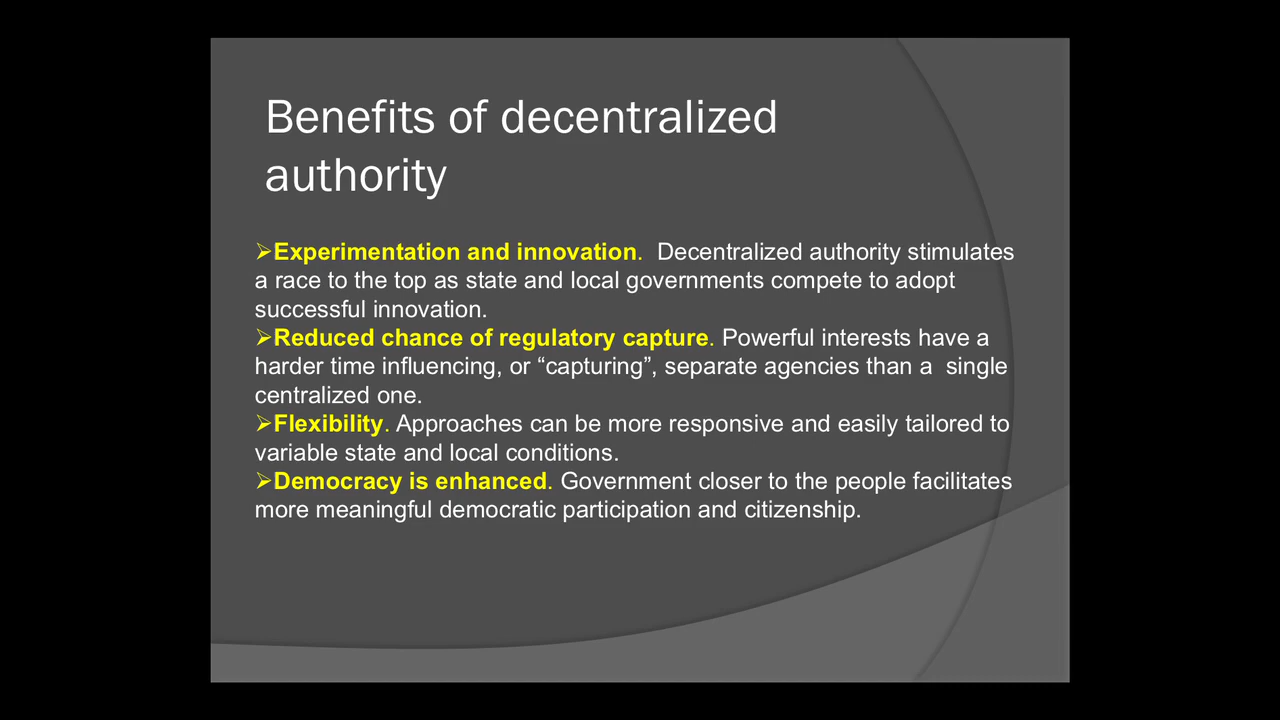 Benefits of decentralized
authority
➢Experimentation and innovation.  Decentralized authority stimulates
a race to the top as state and local governments compete to adopt
successful innovation.
➢Reduced chance of regulatory capture. Powerful interests have a
harder time influencing, or “capturing”, separate agencies than a  single
centralized one.
➢Flexibility. Approaches can be more responsive and easily tailored to
variable state and local conditions.
➢Democracy is enhanced. Government closer to the people facilitates
more meaningful democratic participation and citizenship.